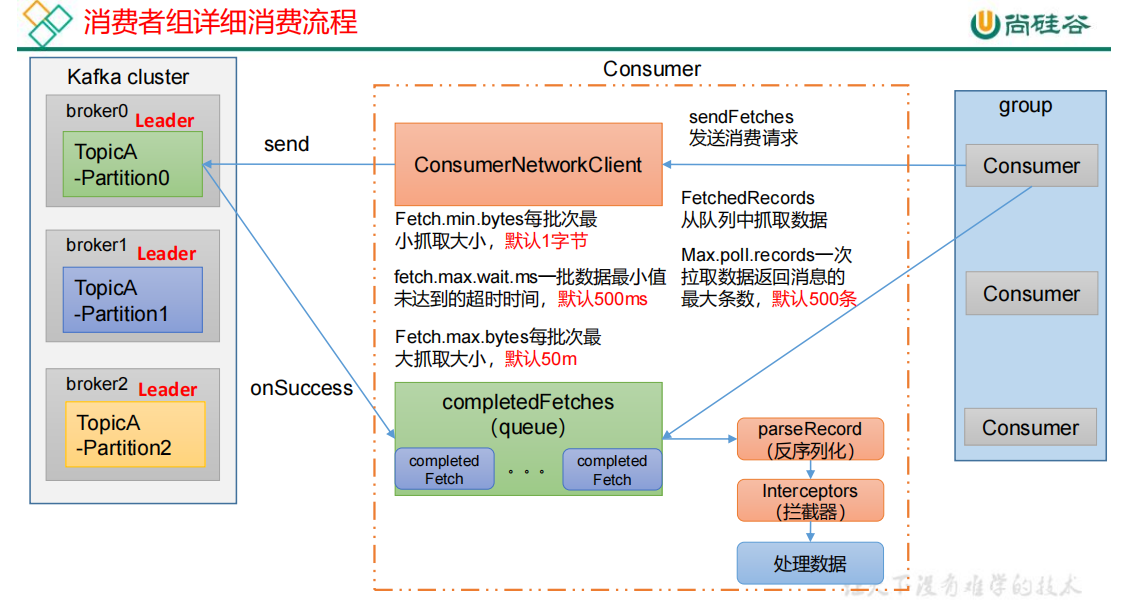 消费者组详细消费流程
尚硅谷
Kafka cluster
broker0
Leader
TopicA
-Partition0
broker1
Leader
TopicA
-Partition1
broker2
Leader
TopicA
-Partition2
send
onSuccess
Consumer
ConsumerNetworkClient
Fetch.min.bytes每批次最
小抓取大小，默认1字节
fetch.max.wait.ms一批数据最小值
未达到的超时时间，默认500ms
Fetch.max.bytes每批次最
大抓取大小，默认50m
completedFetches
（queue）
completed
Fetch
。。。
completed
Fetch
sendFetches
发送消费请求
FetchedRecords
从队列中抓取数据
Max.poll.records一次
拉取数据返回消息的
最大条数，默认500条
parseRecord
（反序列化）
Interceptors
（拦截器）
处理数据
group
Consumer
Consumer
Consumer
让天下没有难学的技术